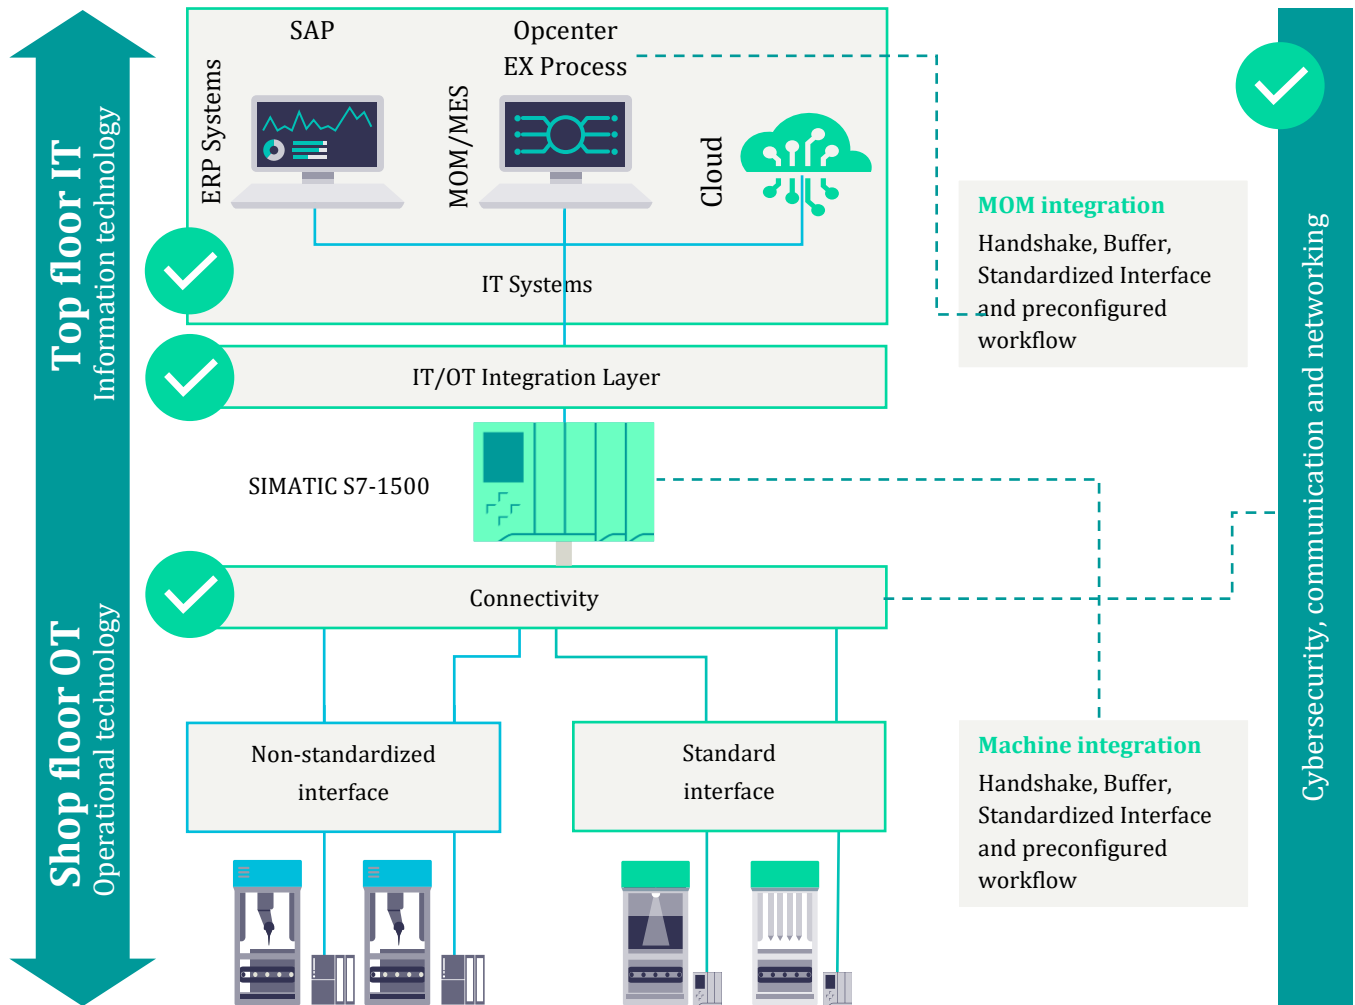 Top floor IT
Information technology
Shop floor OT
Operational technology
SAP
ERP Systems
Opcenter
EX Process
MOM/MES
Cloud
IT Systems
IT/OT Integration Layer
SIMATIC S7-1500
Connectivity
Non-standardized
interface
Standard
interface
MOM integration
Handshake, Buffer,
Standardized Interface
and preconfigured
workflow
Machine integration
Handshake, Buffer,
Standardized Interface
and preconfigured
workflow
Cybersecurity, communication and networking